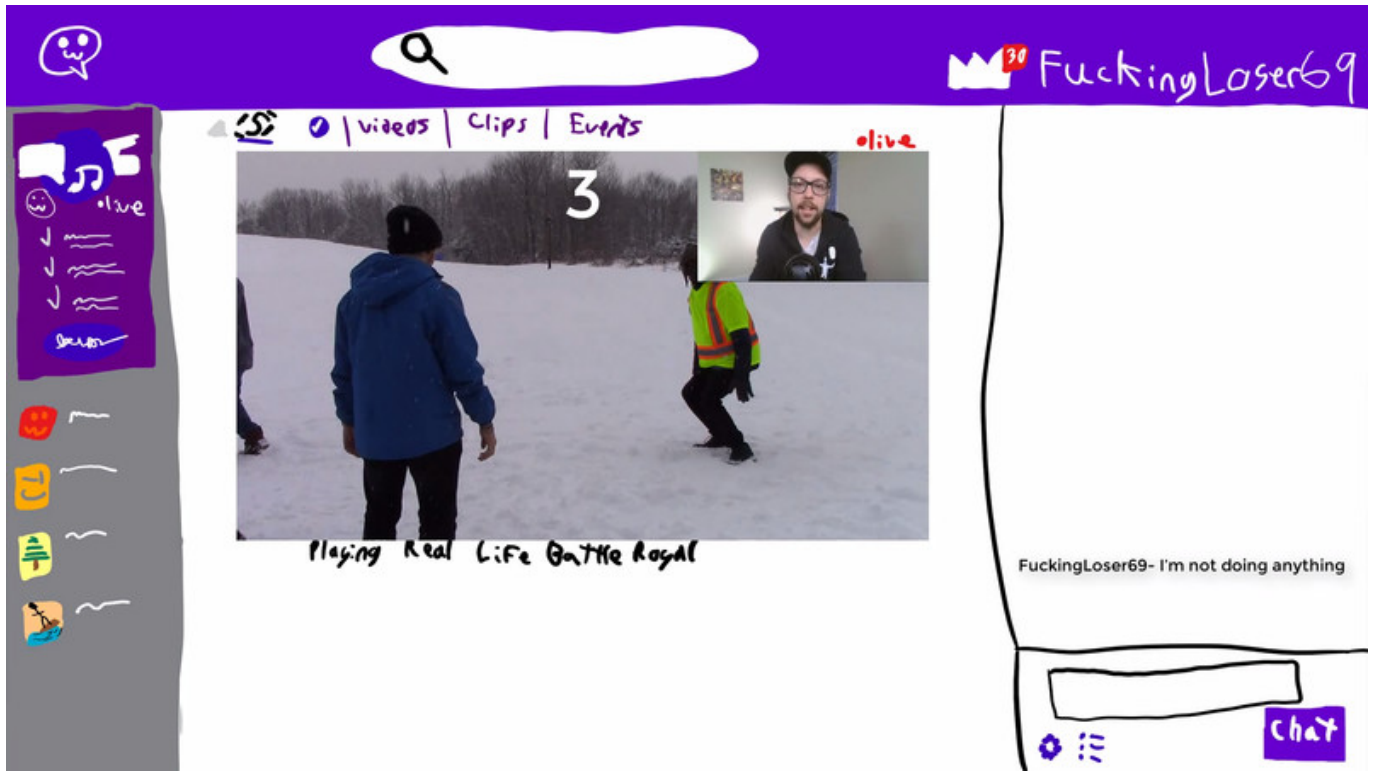 30 FuckingLoser69
S | videos | Clips | Events
live
live
3
Playing Real Life Battle Royal
FuckingLoser69- I'm not doing anything
Chat